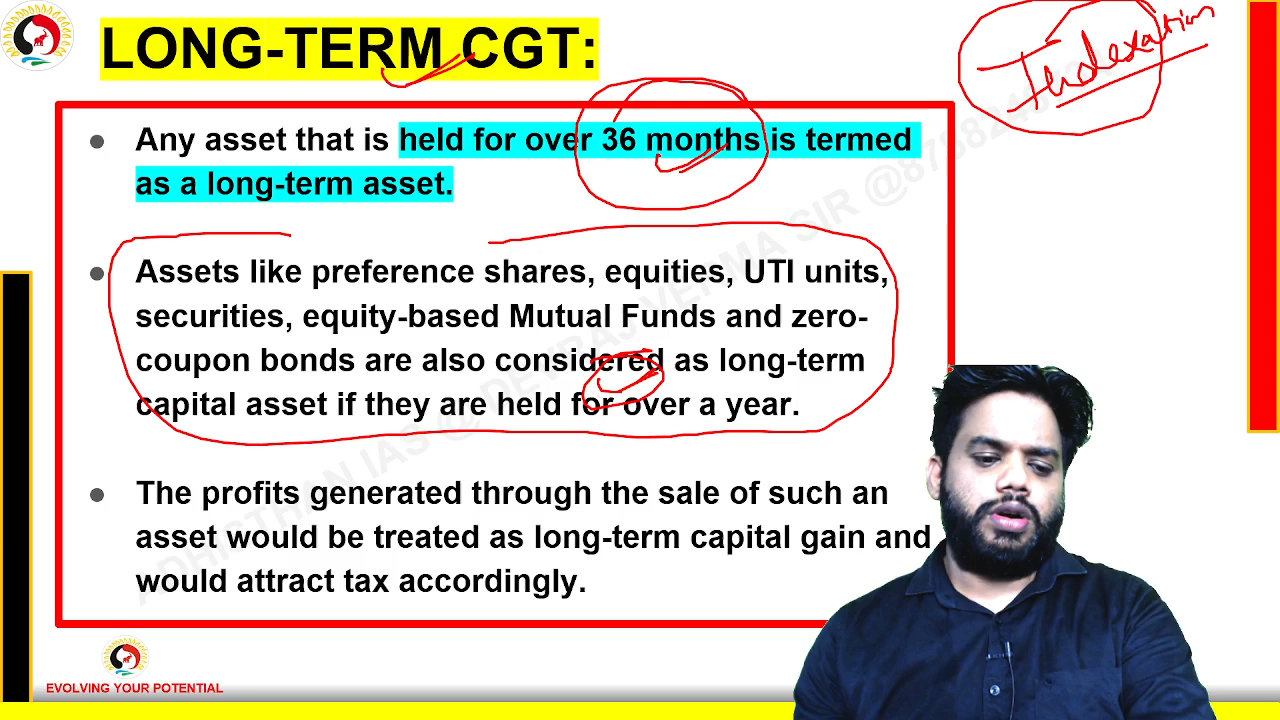 LONG-TERM CGT:
Indexation
● Any asset that is held for over 36 months is termed
as a long-term asset.
● Assets like preference shares, equities, UTI units,
securities, equity-based Mutual Funds and zero-
coupon bonds are also considered as long-term
capital asset if they are held for over a year.
● The profits generated through the sale of such an
asset would be treated as long-term capital gain and
would attract tax accordingly.
EVOLVING YOUR POTENTIAL